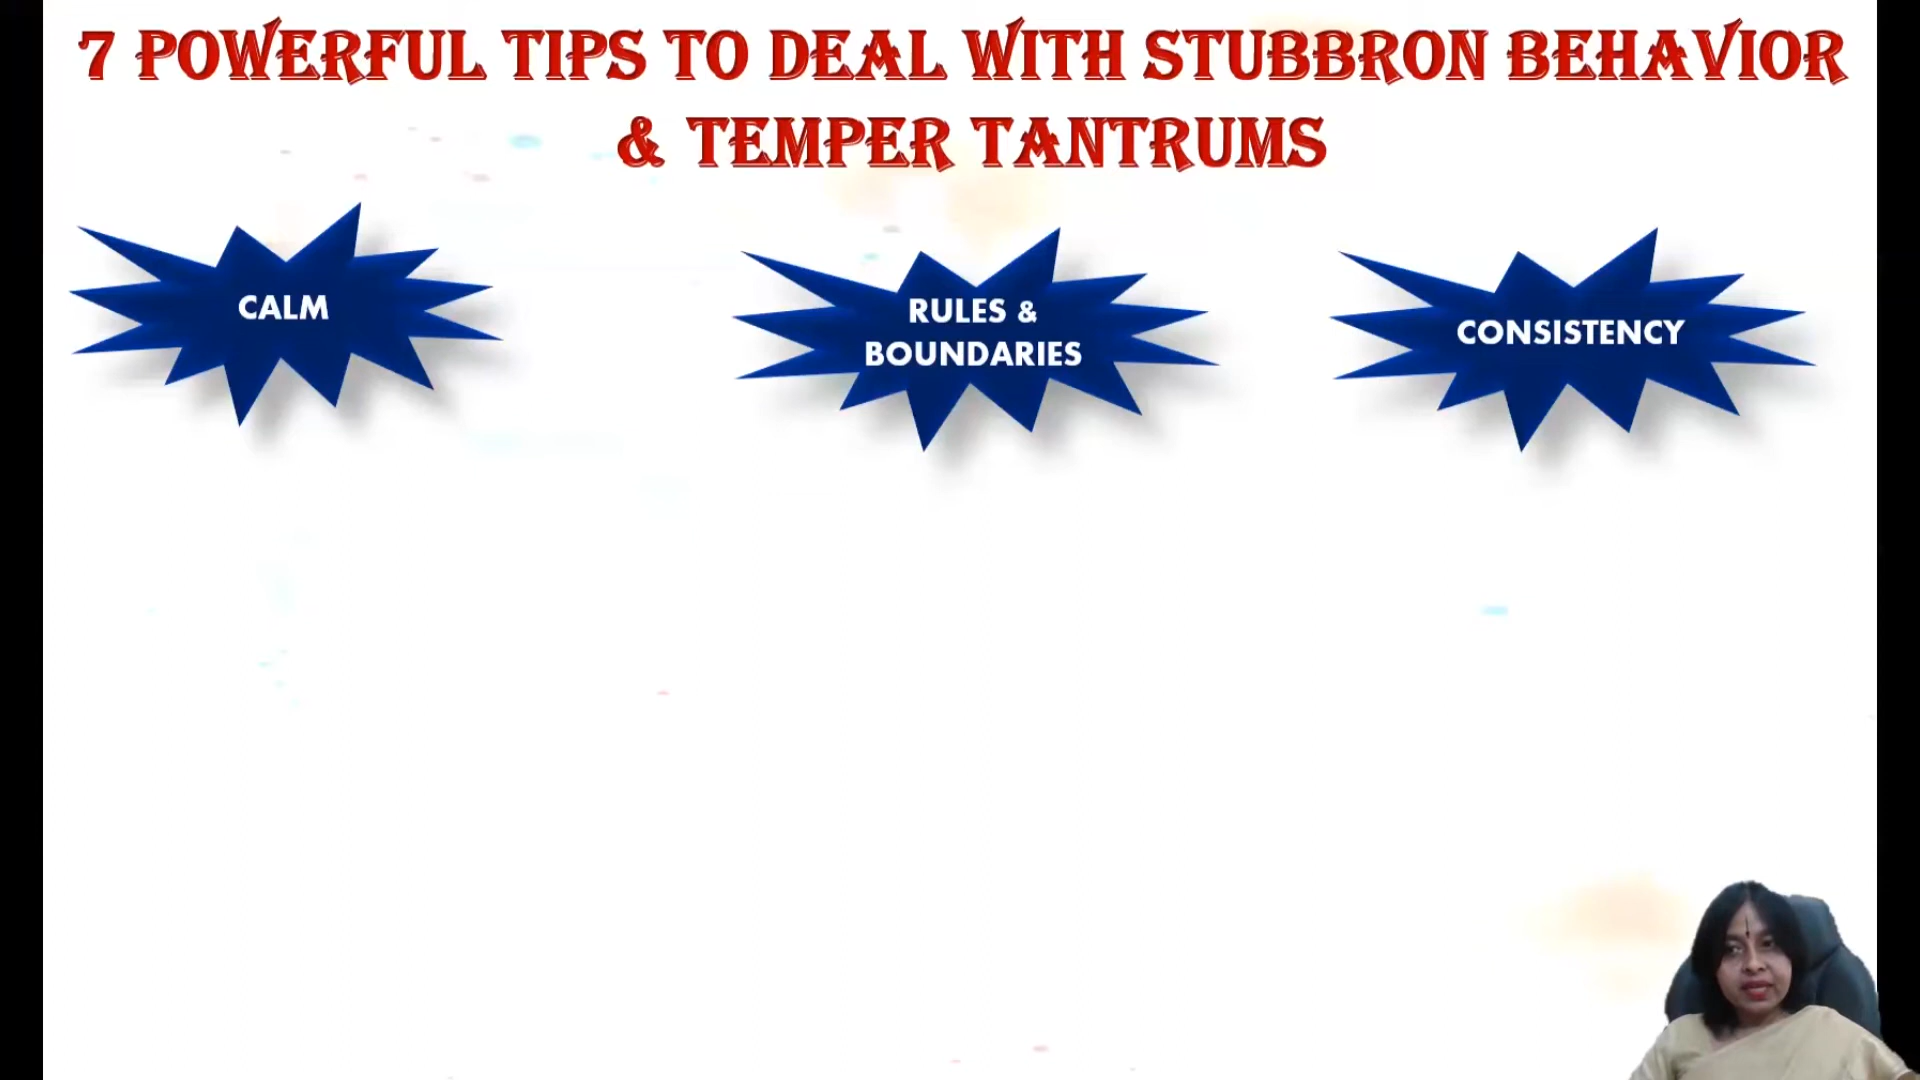 7 POWERFUL TIPS TO DEAL WITH STUBBRON BEHAVIOR
& TEMPER TANTRUMS
CALM
RULES &
BOUNDARIES
CONSISTENCY